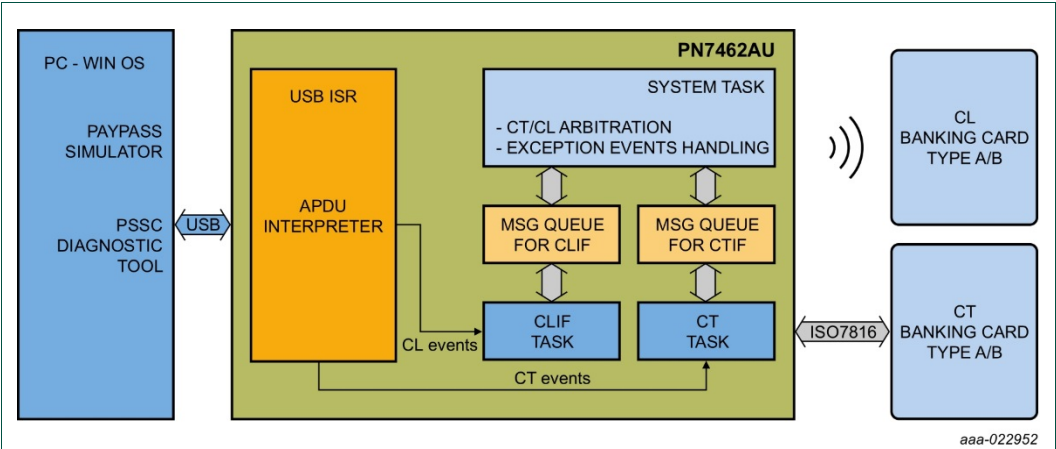 PC - WIN OS
PAYPASS
SIMULATOR
PSSC
DIAGNOSTIC
TOOL
USB
PN7462AU
USB ISR
APDU
INTERPRETER
SYSTEM TASK
- CT/CL ARBITRATION
- EXCEPTION EVENTS HANDLING
MSG QUEUE
FOR CLIF
MSG QUEUE
FOR CTIF
CLIF
TASK
CT
TASK
CL events
CT events
ISO7816
CL
BANKING CARD
TYPE A/B
CT
BANKING CARD
TYPE A/B
aaa-022952